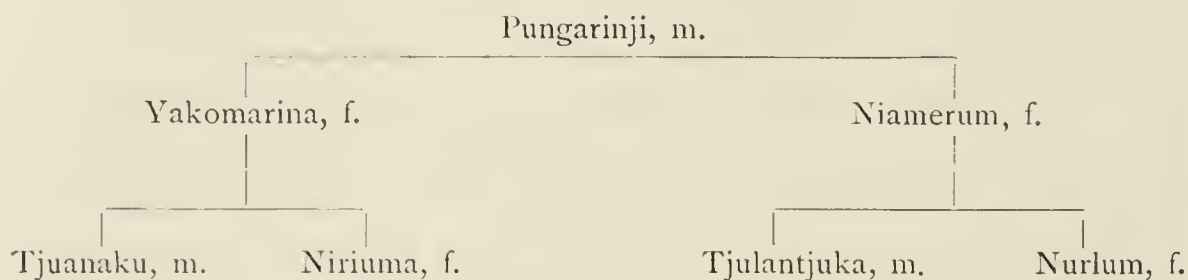 Pungarinji, m.
Yakomarina, f. Niamerum, f.
Tjuanaku, m. Niriuma, f. Tjulantjuka, m. Nurlum, f.